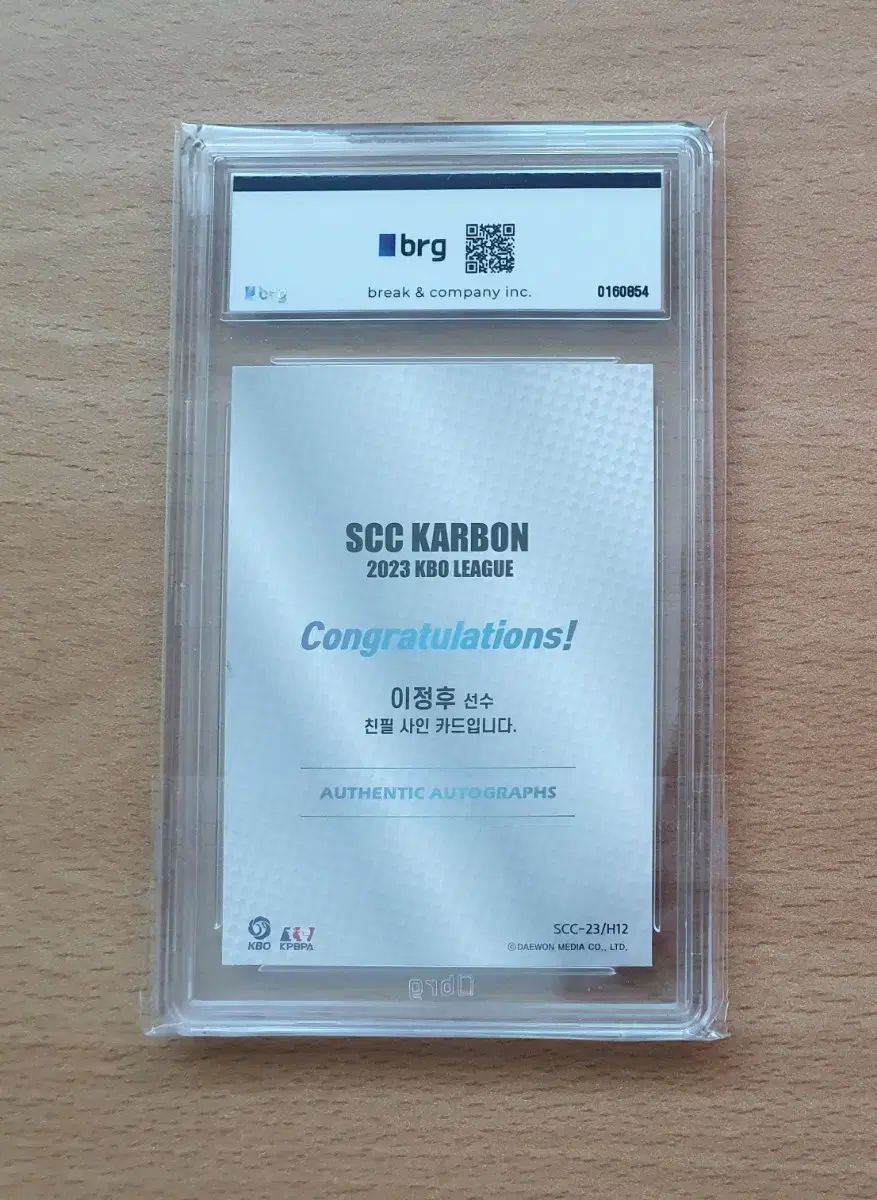 brg
brg
break & company inc.
0160854
SCC KARBON
2023 KBO LEAGUE
Congratulations!
이정후 선수
친필 사인 카드입니다.
AUTHENTIC AUTOGRAPHS
KBO
KPBPA
SCC-23/H12
©DAEWON MEDIA CO., LTD.
brg